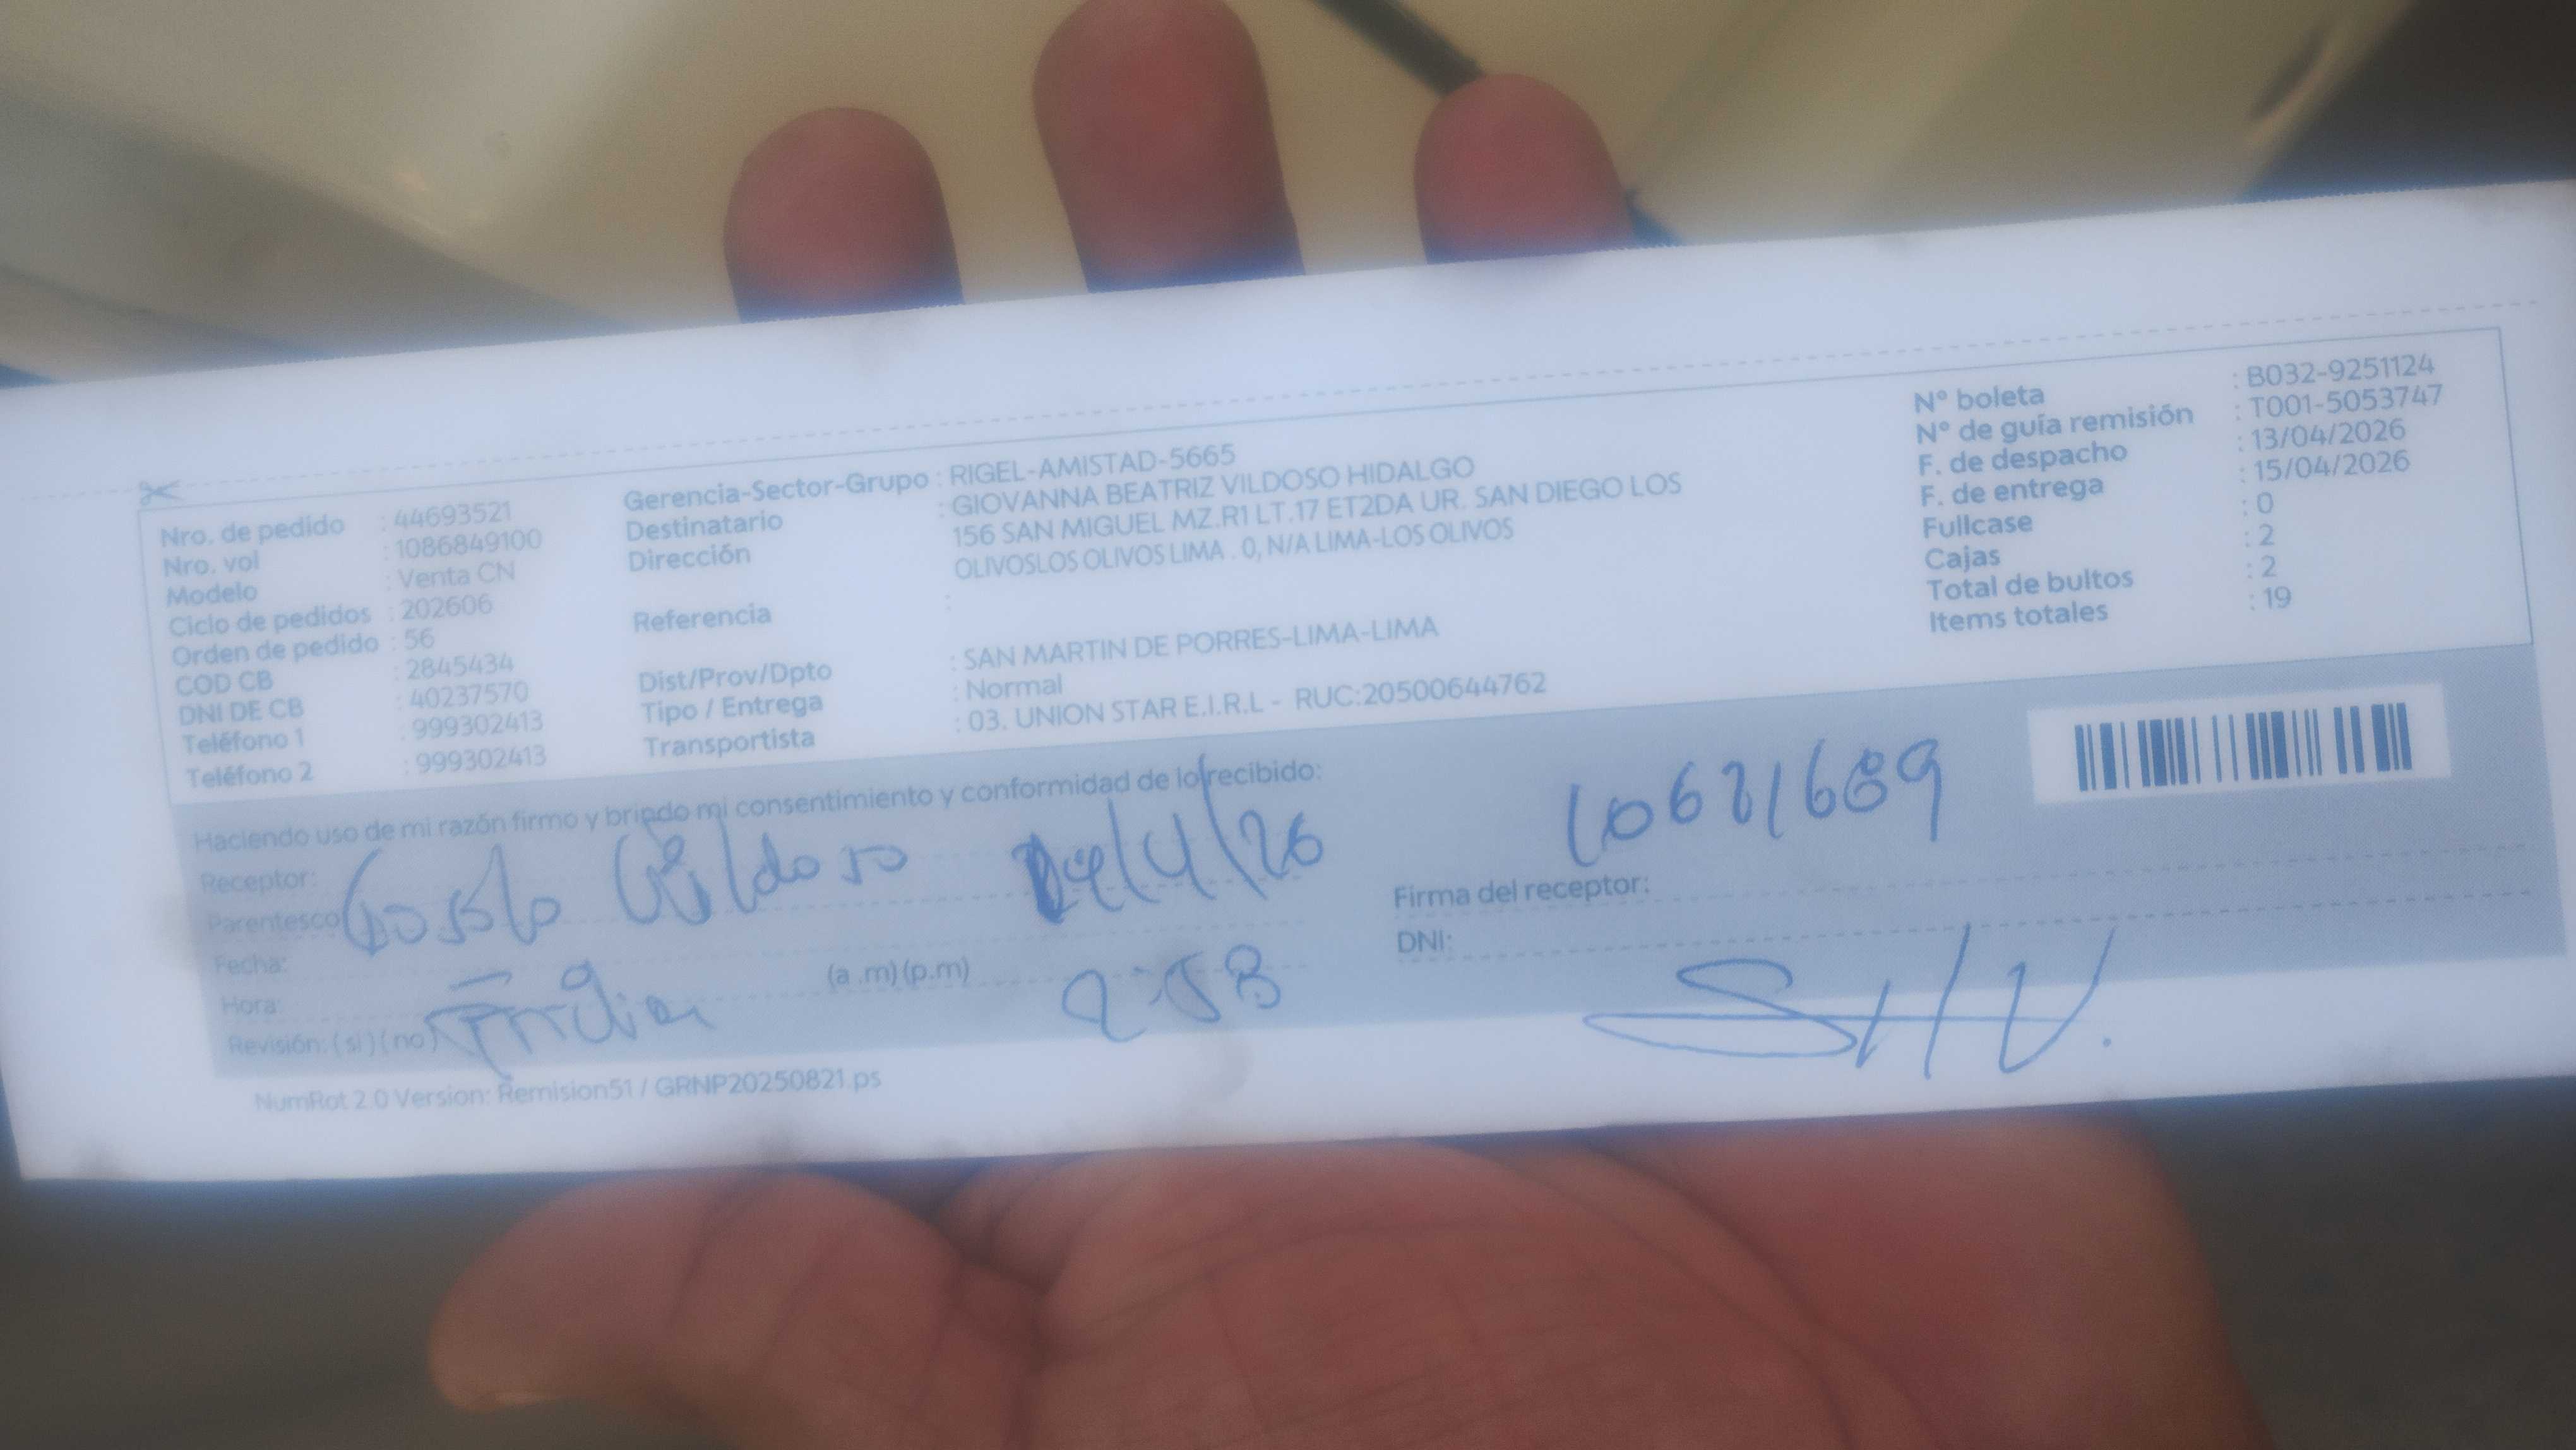 Nro. de pedido : 44693521
Nro. vol : 1086849100
Modelo : Venta CN
Ciclo de pedidos : 202606
Orden de pedido : 56
COD CB : 2845434
DNI DE CB : 40237570
Teléfono 1 : 999302413
Teléfono 2 : 999302413
Gerencia-Sector-Grupo : RIGEL-AMISTAD-5665
Destinatario : GIOVANNA BEATRIZ VILDOSO HIDALGO
Dirección 156 SAN MIGUEL MZ.R1 LT.17 ET2DA UR. SAN DIEGO LOS
OLIVOSLOS OLIVOS LIMA . 0, N/A LIMA-LOS OLIVOS
Referencia :
Dist/Prov/Dpto : SAN MARTIN DE PORRES-LIMA-LIMA
Tipo / Entrega : Normal
Transportista : 03. UNION STAR E.I.R.L - RUC:20500644762
N° boleta : B032-9251124
N° de guía remisión : T001-5053747
F. de despacho : 13/04/2026
F. de entrega : 15/04/2026
Fullcase : 0
Cajas : 2
Total de bultos : 2
Items totales : 19
Haciendo uso de mi razón firmo y brindo mi consentimiento y conformidad de lo recibido:
Receptor:
Parentesco
Vildoso
/4/26
Fecha:
Hora: (a .m) (p.m)
2:58
Revisión: ( si ) ( no )
Firma del receptor:
DNI:
NumRot 2.0 Version: Remision51 / GRNP20250821.ps